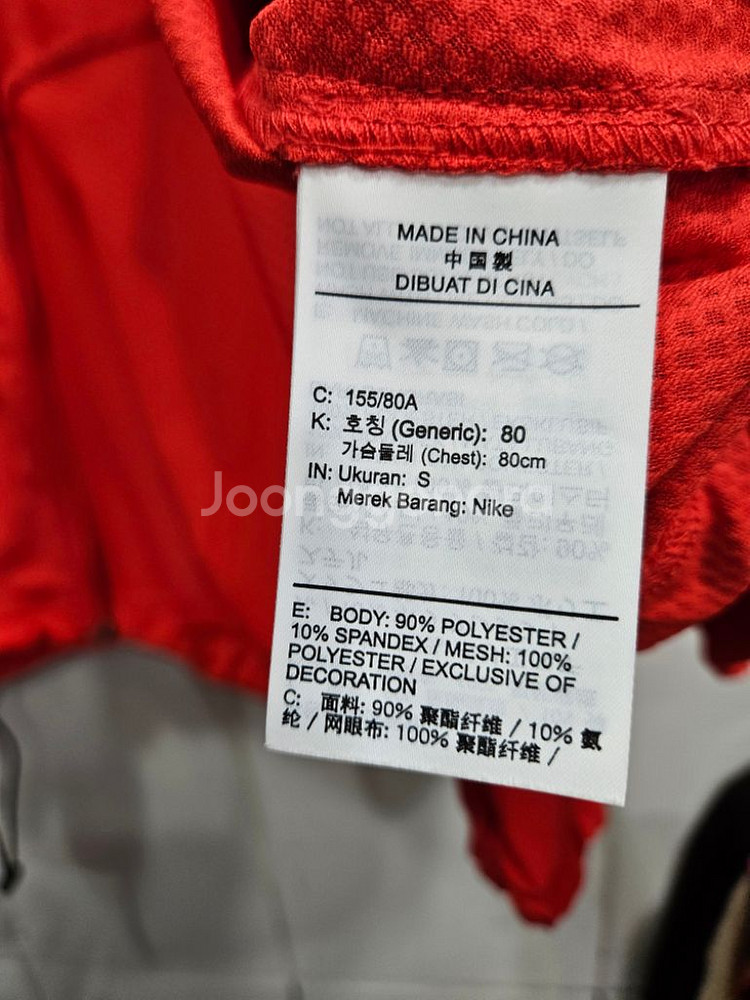 MADE IN CHINA
中国製
DIBUAT DI CINA
C: 155/80A
K: 호칭 (Generic): 80
가슴둘레 (Chest): 80cm
IN: Ukuran: S
Merek Barang: Nike
Joonggonara
E: BODY: 90% POLYESTER /
10% SPANDEX / MESH: 100%
POLYESTER / EXCLUSIVE OF
DECORATION
C: 面料: 90% 聚酯纤维 / 10% 氨
纶 / 网眼布: 100% 聚酯纤维 /